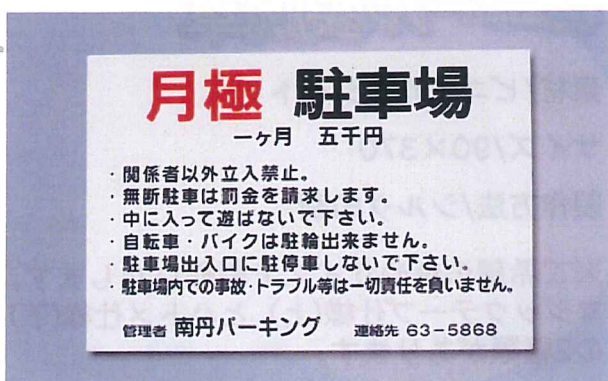 月極 駐車場
一ヶ月 五千円
・関係者以外立入禁止。
・無断駐車は罰金を請求します。
・中に入って遊ばないで下さい。
・自転車・バイクは駐輪出来ません。
・駐車場出入口に駐停車しないで下さい。
・駐車場内での事故・トラブル等は一切責任を負いません。
管理者 南丹パーキング 連絡先 63-5868